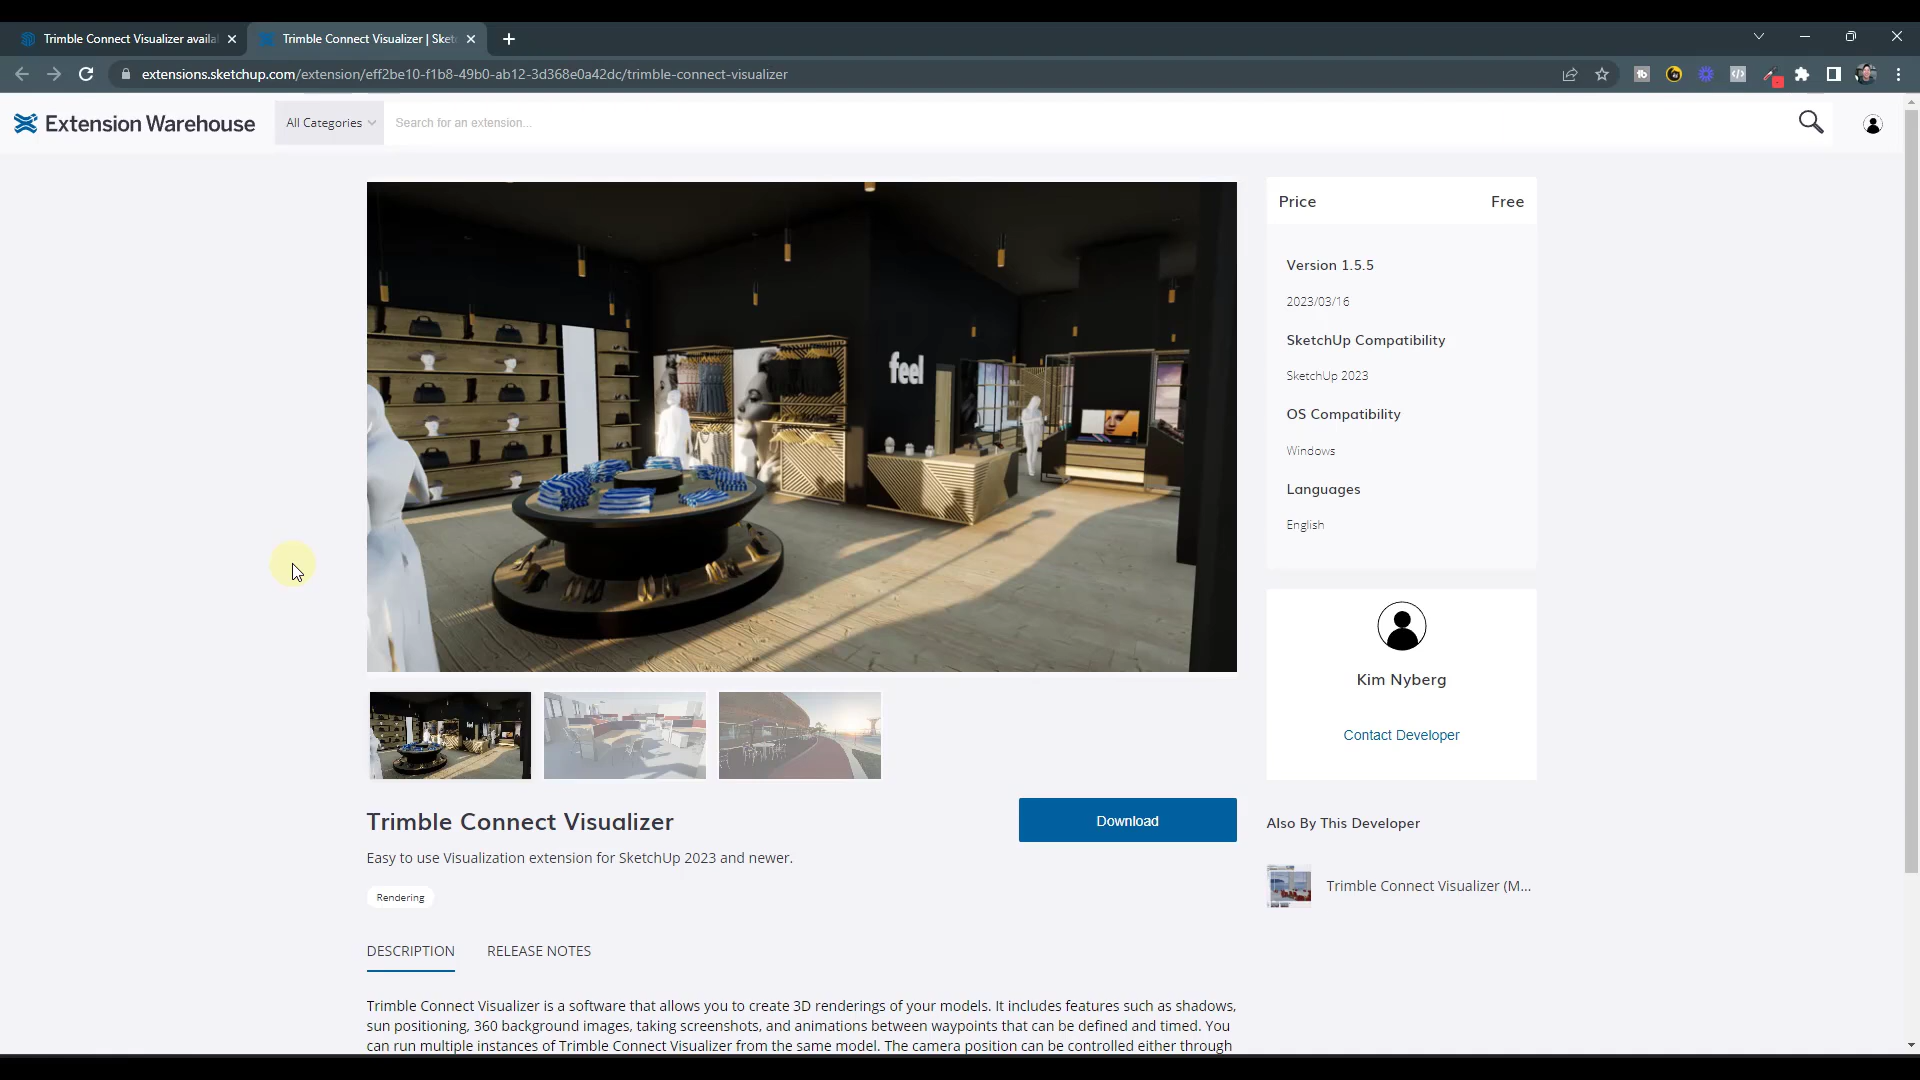 Trimble Connect Visualizer availa
Trimble Connect Visualizer | Sket
extensions.sketchup.com/extension/eff2be10-f1b8-49b0-ab12-3d368e0a42dc/trimble-connect-visualizer
Extension Warehouse
All Categories
Search for an extension...
feel
Price
Free
Version 1.5.5
2023/03/16
SketchUp Compatibility
SketchUp 2023
OS Compatibility
Windows
Languages
English
Kim Nyberg
Contact Developer
Trimble Connect Visualizer
Download
Easy to use Visualization extension for SketchUp 2023 and newer.
Rendering
Also By This Developer
Trimble Connect Visualizer (M...
DESCRIPTION
RELEASE NOTES
Trimble Connect Visualizer is a software that allows you to create 3D renderings of your models. It includes features such as shadows,
sun positioning, 360 background images, taking screenshots, and animations between waypoints that can be defined and timed. You
can run multiple instances of Trimble Connect Visualizer from the same model. The camera position can be controlled either through